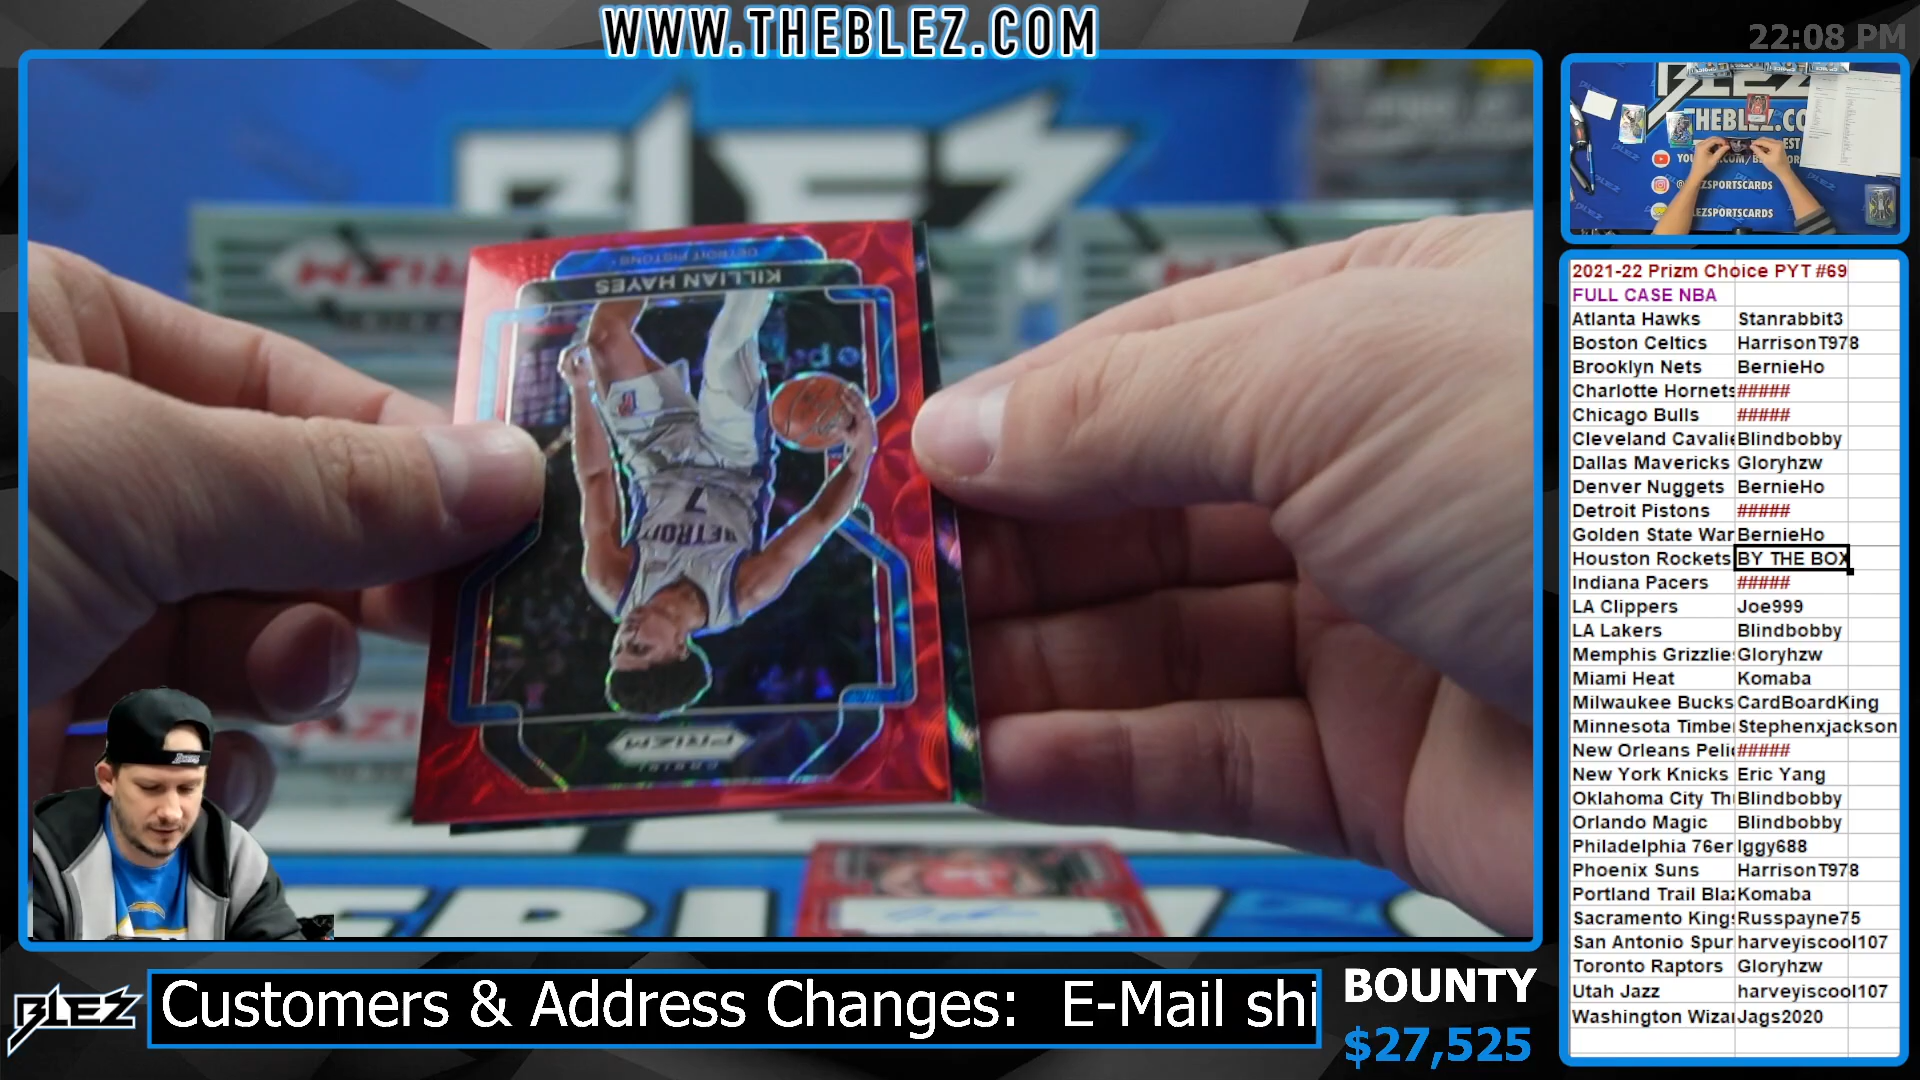 WWW.THEBLEZ.COM
22:08 PM
BLEZ
DETROIT PISTONS
KILLIAN HAYES
7
DETROIT
PRIZM
PANINI
BLEZ
THEBLEZ.CO
2021-22 Prizm Choice PYT #69
FULL CASE NBA
Atlanta Hawks Stanrabbit3
Boston Celtics HarrisonT978
Brooklyn Nets BernieHo
Charlotte Hornets #####
Chicago Bulls #####
Cleveland Cavalie Blindbobby
Dallas Mavericks Gloryhzw
Denver Nuggets BernieHo
Detroit Pistons #####
Golden State War BernieHo
Houston Rockets BY THE BOX
Indiana Pacers #####
LA Clippers Joe999
LA Lakers Blindbobby
Memphis Grizzlie Gloryhzw
Miami Heat Komaba
Milwaukee Bucks CardBoardKing
Minnesota Timbe Stephenxjackson
New Orleans Peli #####
New York Knicks Eric Yang
Oklahoma City Th Blindbobby
Orlando Magic Blindbobby
Philadelphia 76er Iggy688
Phoenix Suns HarrisonT978
Portland Trail Bla Komaba
Sacramento King Russpayne75
San Antonio Spur harveyiscool107
Toronto Raptors Gloryhzw
Utah Jazz harveyiscool107
Washington Wiza Jags2020
BLEZ
Customers & Address Changes: E-Mail shi
BOUNTY
$27,525